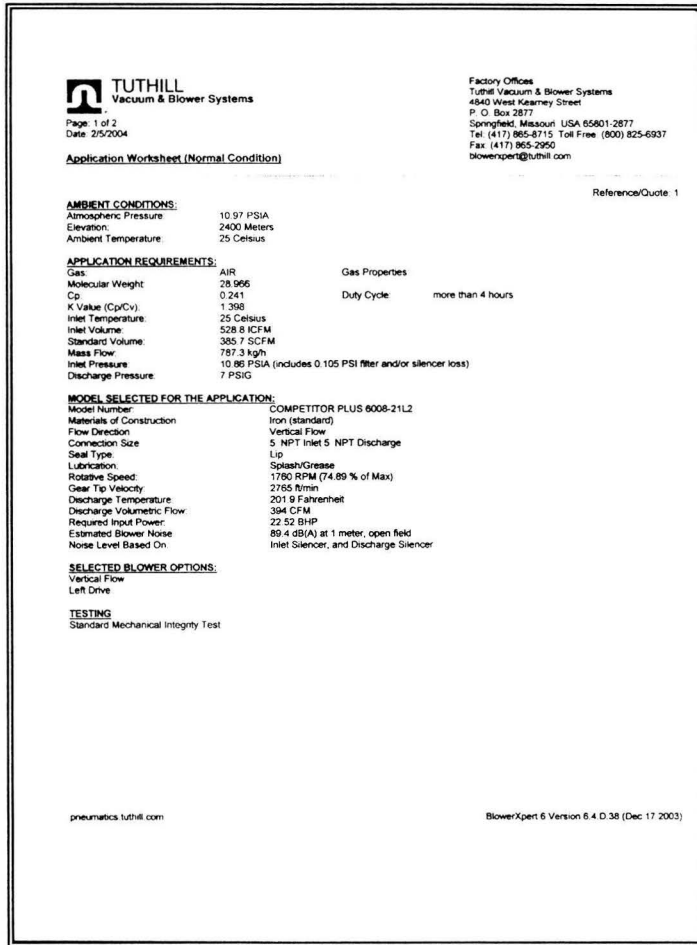 TUTHILL
Vacuum & Blower Systems
Page: 1 of 2
Date: 2/5/2004
Application Worksheet (Normal Condition)
Factory Offices
Tuthill Vacuum & Blower Systems
4840 West Kearney Street
P. O. Box 2877
Springfield, Missouri USA 65801-2877
Tel: (417) 865-8715 Toll Free: (800) 825-6937
Fax: (417) 865-2950
blowerxpert@tuthill.com
Reference/Quote: 1
AMBIENT CONDITIONS:
Atmospheric Pressure: 10.97 PSIA
Elevation: 2400 Meters
Ambient Temperature: 25 Celsius
APPLICATION REQUIREMENTS:
Gas: AIR Gas Properties
Molecular Weight: 28.966
Cp: 0.241 Duty Cycle: more than 4 hours
K Value (Cp/Cv): 1.398
Inlet Temperature: 25 Celsius
Inlet Volume: 528.8 ICFM
Standard Volume: 385.7 SCFM
Mass Flow: 787.3 kg/h
Inlet Pressure: 10.86 PSIA (includes 0.105 PSI filter and/or silencer loss)
Discharge Pressure: 7 PSIG
MODEL SELECTED FOR THE APPLICATION:
Model Number: COMPETITOR PLUS 6008-21L2
Materials of Construction Iron (standard)
Flow Direction Vertical Flow
Connection Size 5 NPT Inlet 5 NPT Discharge
Seal Type: Lip
Lubrication: Splash/Grease
Rotative Speed: 1760 RPM (74.89 % of Max)
Gear Tip Velocity: 2765 ft/min
Discharge Temperature 201.9 Fahrenheit
Discharge Volumetric Flow: 394 CFM
Required Input Power: 22.52 BHP
Estimated Blower Noise 89.4 dB(A) at 1 meter, open field
Noise Level Based On: Inlet Silencer, and Discharge Silencer
SELECTED BLOWER OPTIONS:
Vertical Flow
Left Drive
TESTING
Standard Mechanical Integrity Test
pneumatics.tuthill.com BlowerXpert 6 Version 6.4.D.38 (Dec 17 2003)